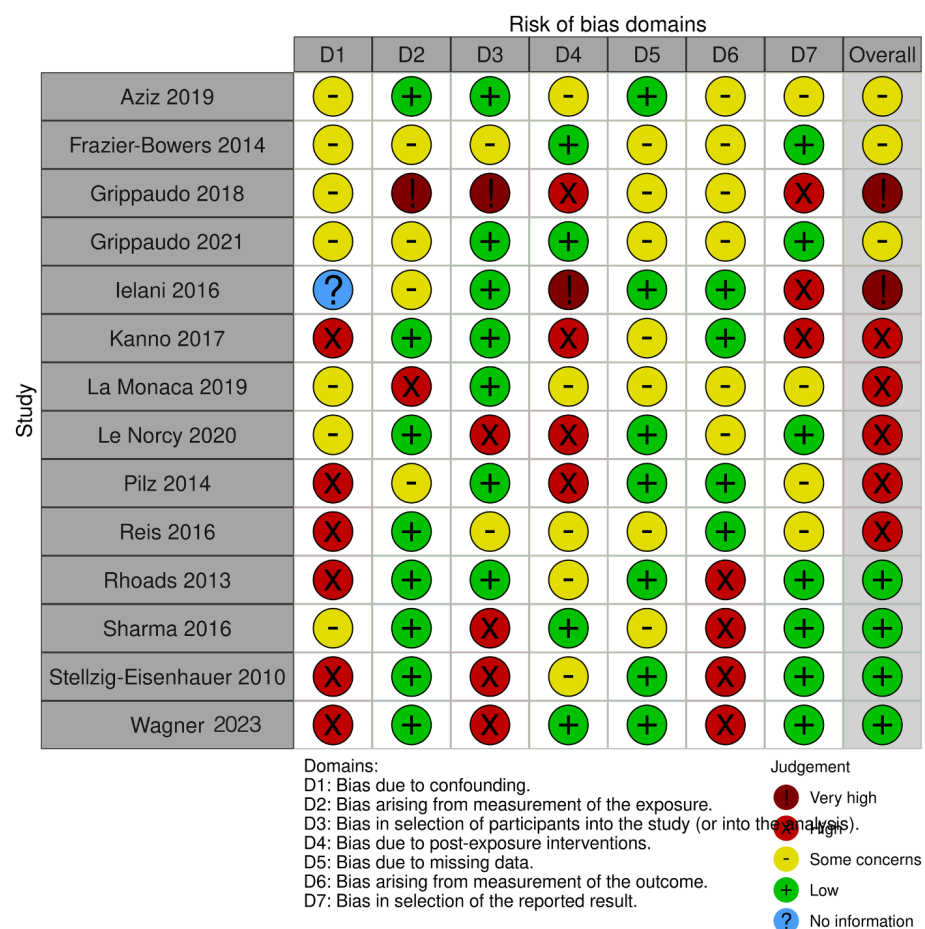 Risk of bias domains
D1 D2 D3 D4 D5 D6 D7 Overall
Study
Aziz 2019 - + + - + - - -
Frazier-Bowers 2014 - - - + - - + -
Grippaudo 2018 - ! ! X - - X !
Grippaudo 2021 - - + + - - + -
Ielani 2016 ? - + ! + + X !
Kanno 2017 X + + X - + X X
La Monaca 2019 - X + - - - - X
Le Norcy 2020 - + X X + - + X
Pilz 2014 X - + X + + - X
Reis 2016 X + - - - + - X
Rhoads 2013 X + + - + X + +
Sharma 2016 - + X + - X + +
Stellzig-Eisenhauer 2010 X + X - + X + +
Wagner 2023 X + X + + X + +
Domains:
D1: Bias due to confounding.
D2: Bias arising from measurement of the exposure.
D3: Bias in selection of participants into the study (or into the analysis).
D4: Bias due to post-exposure interventions.
D5: Bias due to missing data.
D6: Bias arising from measurement of the outcome.
D7: Bias in selection of the reported result.
Judgement
! Very high
X High
- Some concerns
+ Low
? No information